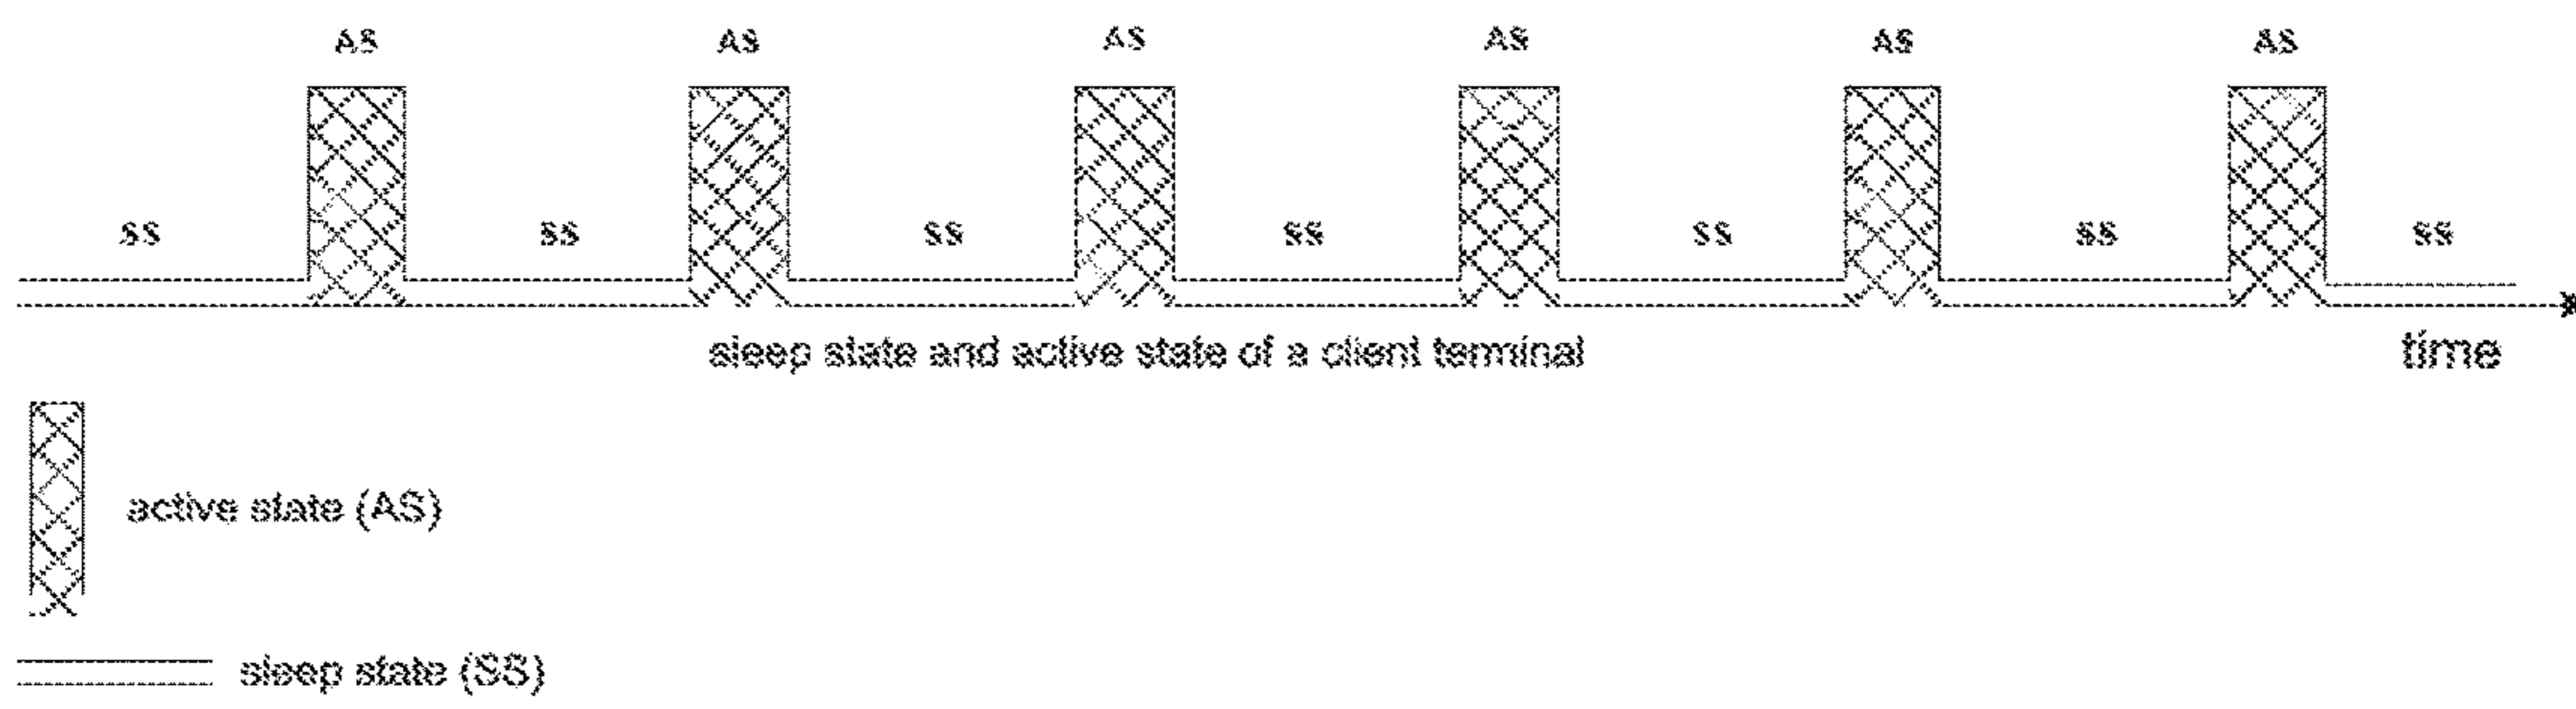 AS AS AS AS AS AS
SS SS SS SS SS SS SS
sleep state and active state of a client terminal
time
active state (AS)
sleep state (SS)